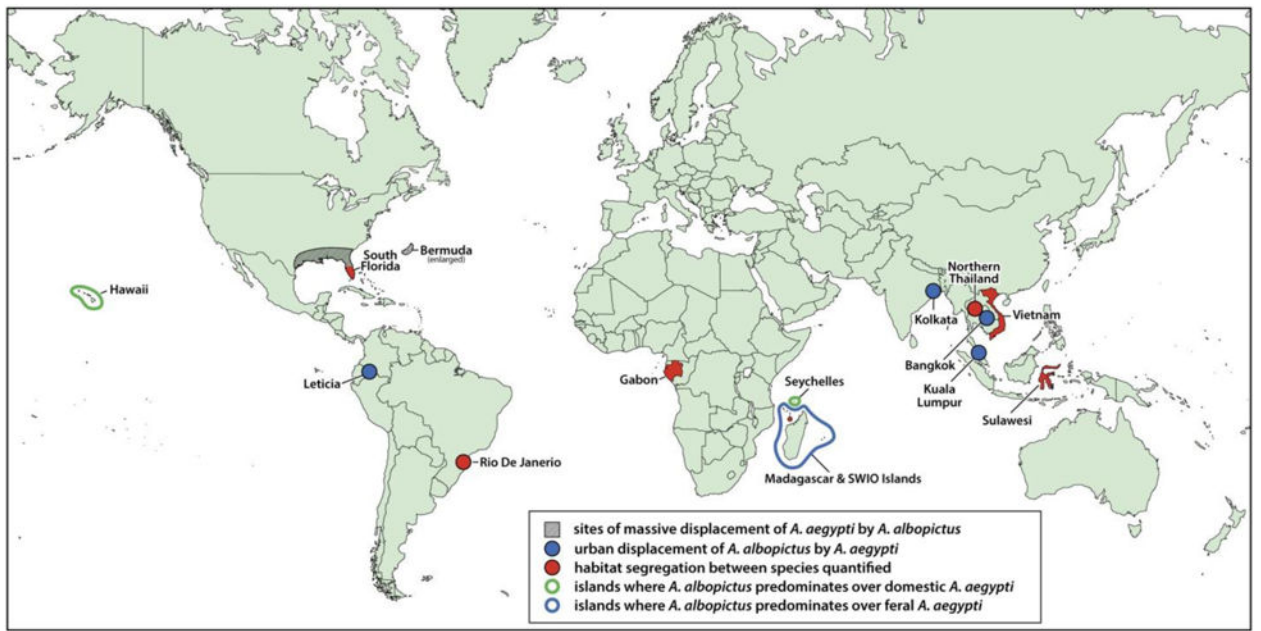 Hawaii
South
Florida
Bermuda
(enlarged)
Leticia
Rio De Janerio
Gabon
Seychelles
Madagascar & SWIO Islands
Northern
Thailand
Kolkata
Vietnam
Bangkok
Kuala
Lumpur
Sulawesi
sites of massive displacement of A. aegypti by A. albopictus
urban displacement of A. albopictus by A. aegypti
habitat segregation between species quantified
islands where A. albopictus predominates over domestic A. aegypti
islands where A. albopictus predominates over feral A. aegypti